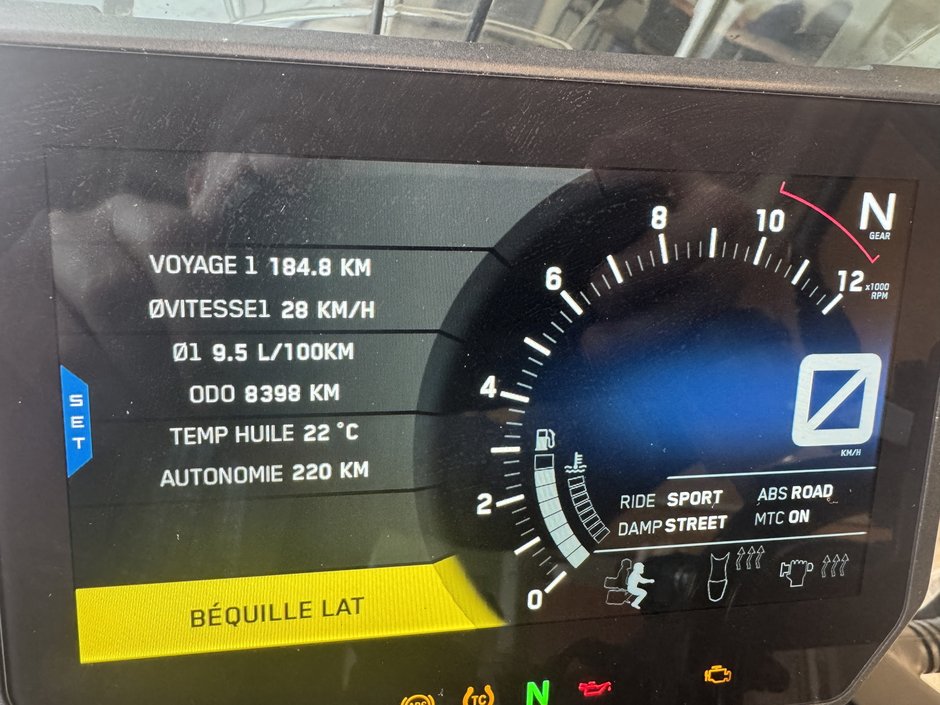 VOYAGE 1 184.8 KM
ØVITESSE1 28 KM/H
Ø1 9.5 L/100KM
ODO 8398 KM
TEMP HUILE 22 °C
AUTONOMIE 220 KM
SET
BÉQUILLE LAT
0
2
4
6
8
10
12 x1000
RPM
N
GEAR
0
KM/H
RIDE SPORT
DAMP STREET
ABS ROAD
MTC ON
ABS
TC
N